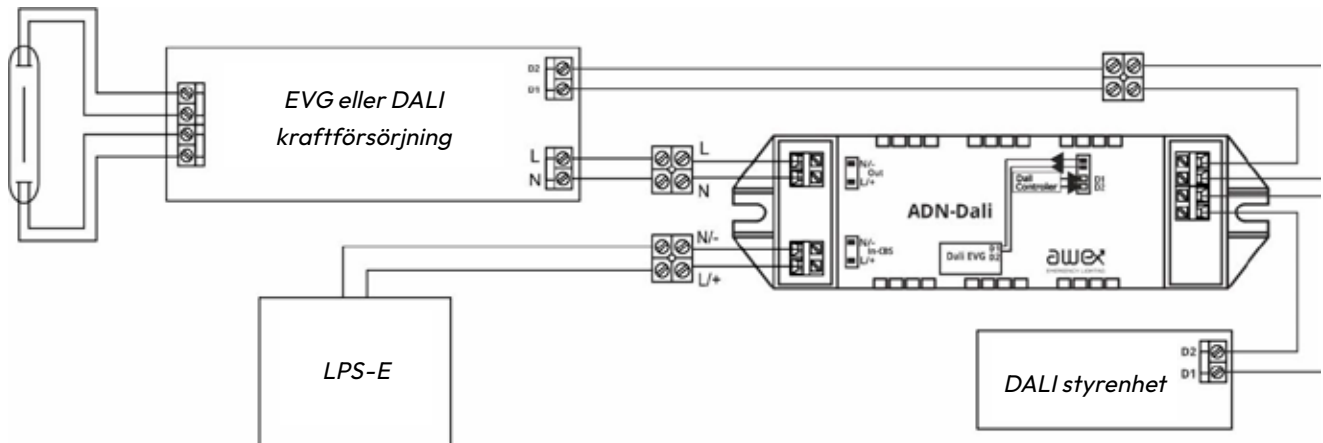 EVG eller DALI
kraftförsörjning
D2
D1
L
N
L
N
N/-
L/+
N/-
Out
L/+
N/-
In-CBS
L/+
ADN-Dali
Dali
Controller
D1
D2
Dali EVG
D1
D2
awex
EMERGENCY LIGHTING
LPS-E
DALI styrenhet
D2
D1